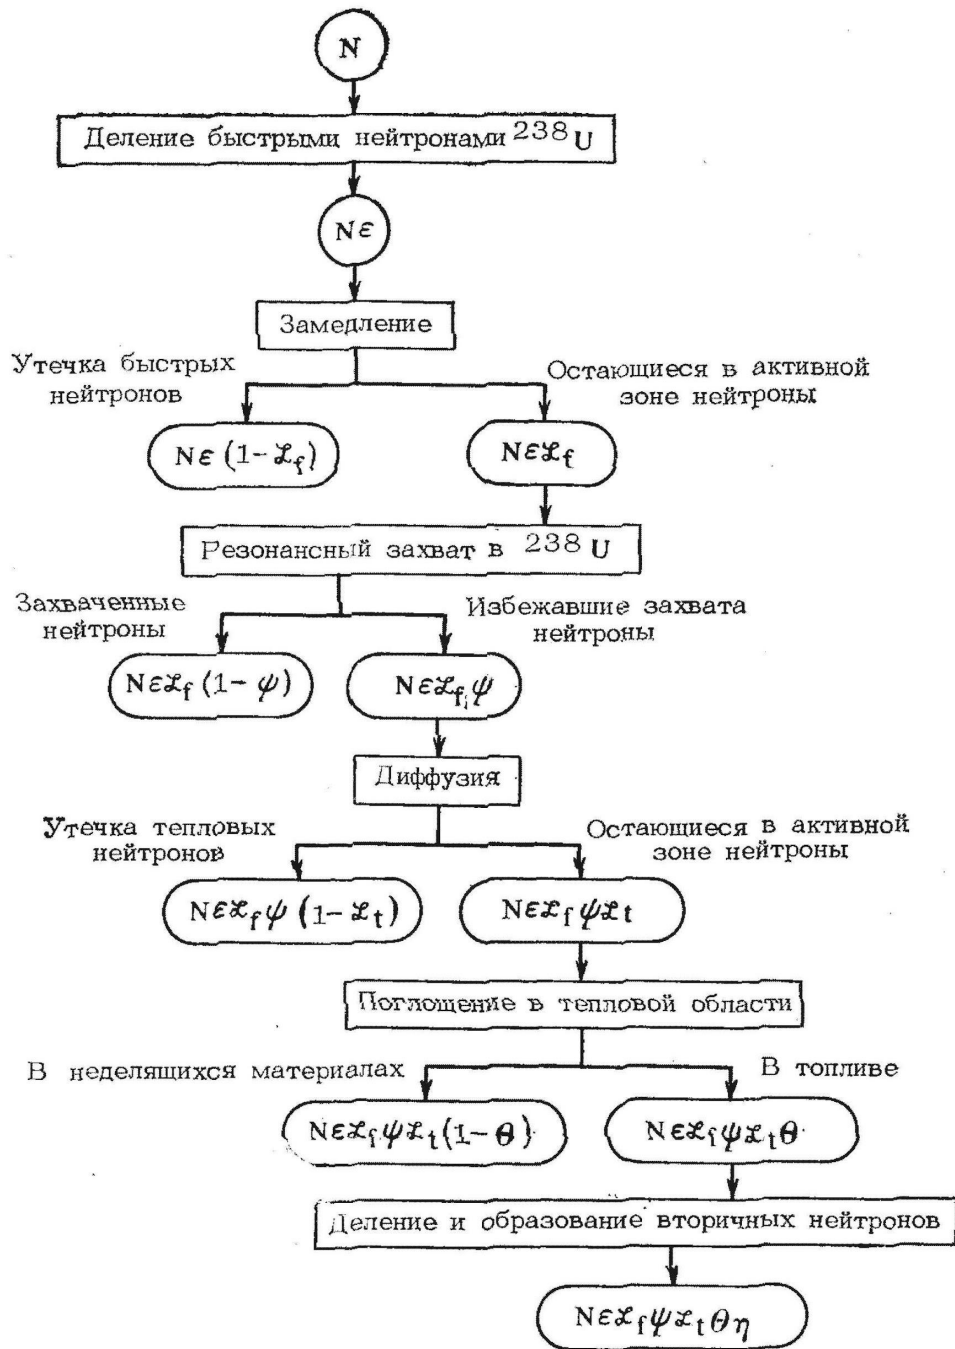 N
Деление быстрыми нейтронами ²³⁸U
Nε
Замедление
Утечка быстрых
нейтронов
Остающиеся в активной
зоне нейтроны
Nε(1-ℒf)
Nεℒf
Резонансный захват в ²³⁸U
Захваченные
нейтроны
Избежавшие захвата
нейтроны
Nεℒf(1-ψ)
Nεℒfψ
Диффузия
Утечка тепловых
нейтронов
Остающиеся в активной
зоне нейтроны
Nεℒfψ(1-ℒt)
Nεℒfψℒt
Поглощение в тепловой области
В неделящихся материалах
В топливе
Nεℒfψℒt(1-θ)
Nεℒfψℒtθ
Деление и образование вторичных нейтронов
Nεℒfψℒtθη